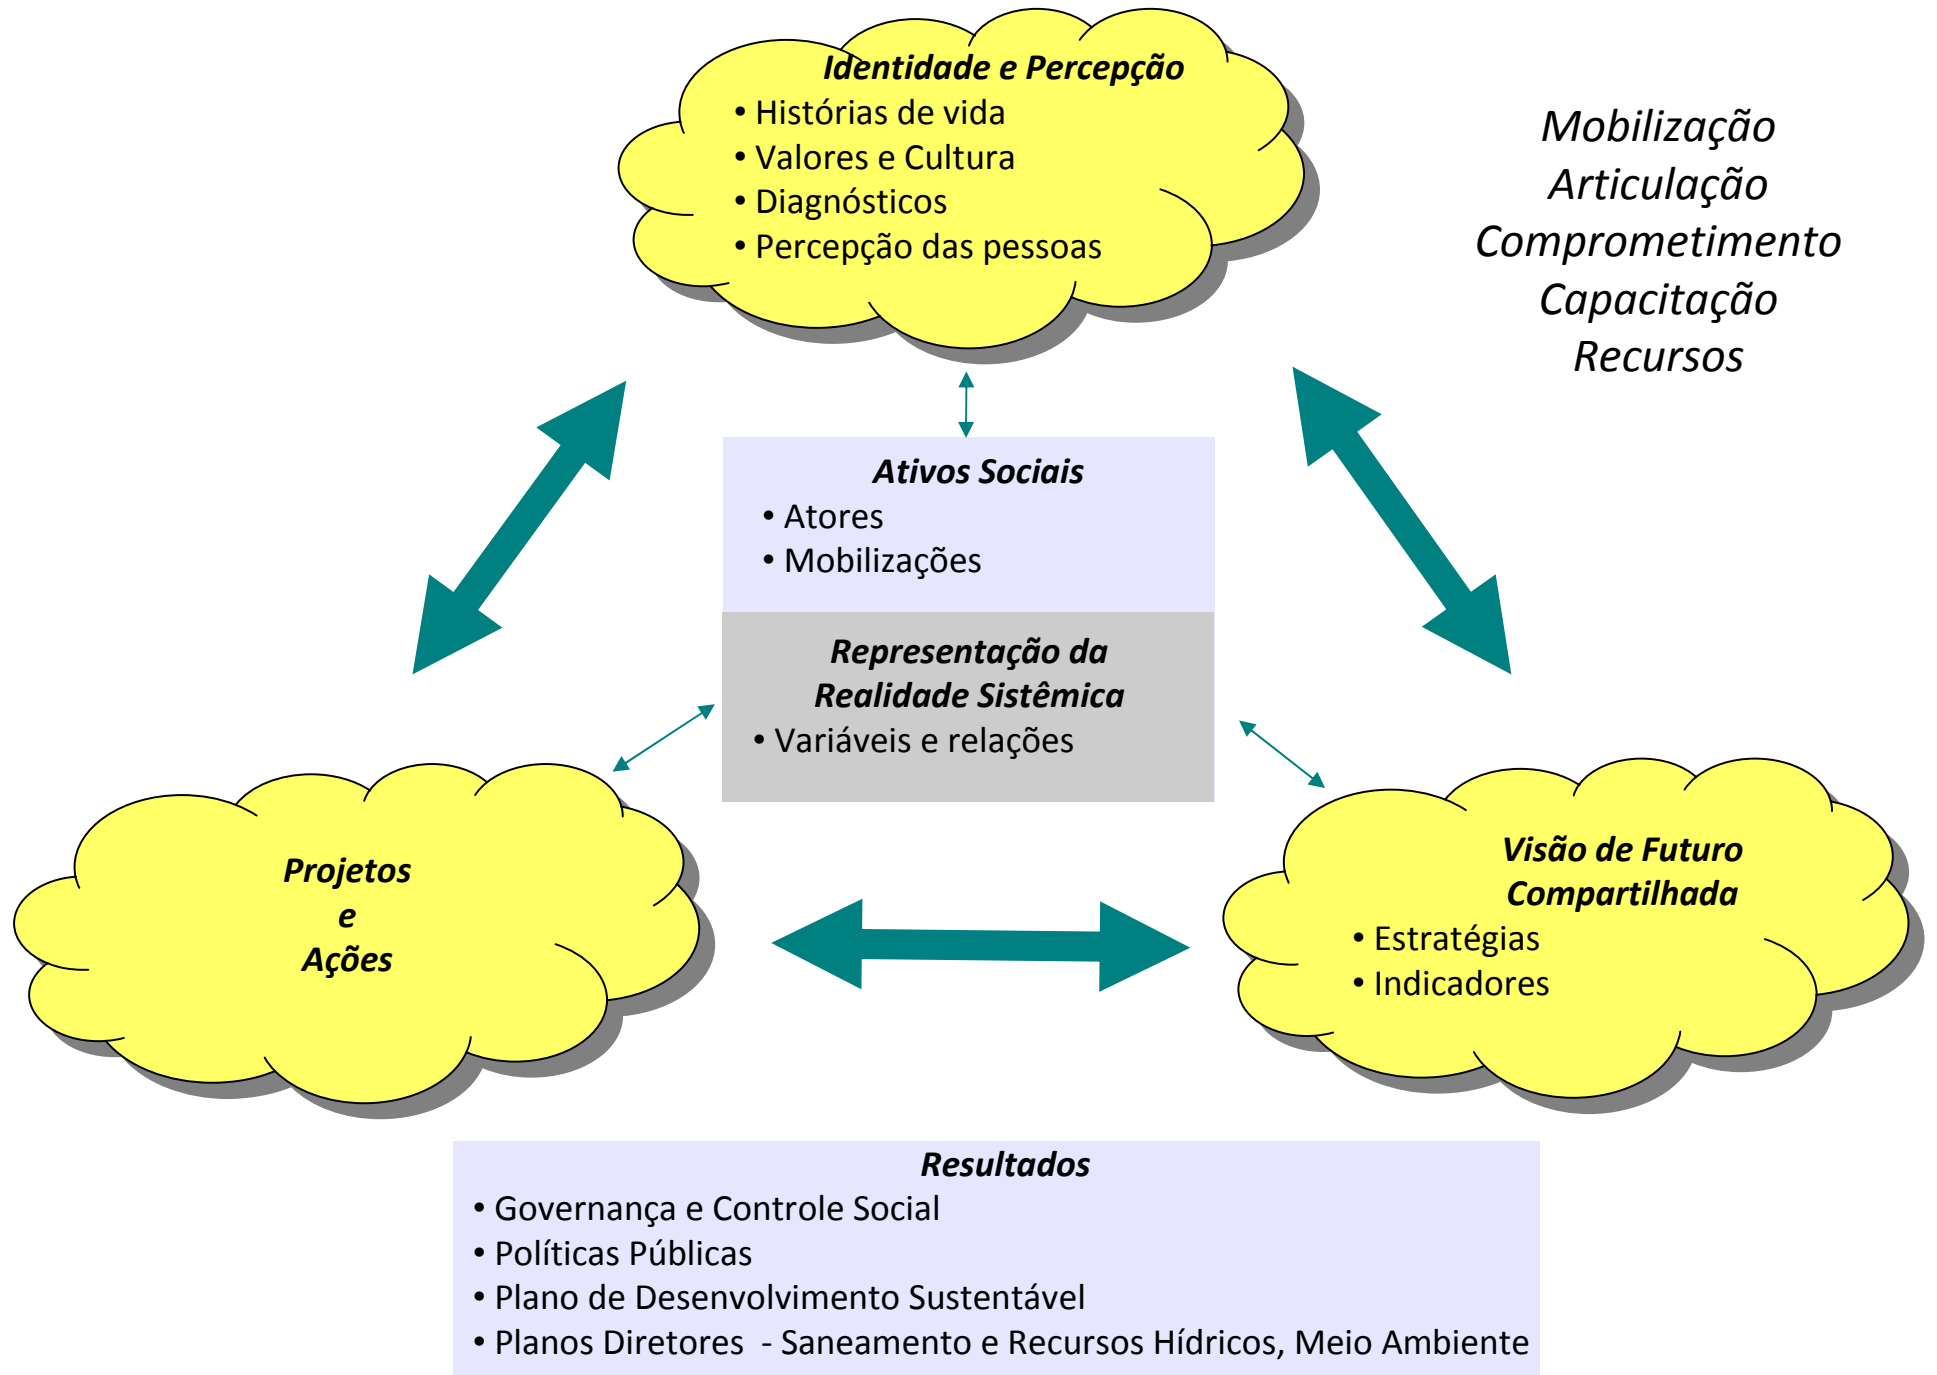 Identidade e Percepção
• Histórias de vida
• Valores e Cultura
• Diagnósticos
• Percepção das pessoas
Mobilização
Articulação
Comprometimento
Capacitação
Recursos
Ativos Sociais
• Atores
• Mobilizações
Representação da
Realidade Sistêmica
• Variáveis e relações
Projetos
e
Ações
Visão de Futuro
Compartilhada
• Estratégias
• Indicadores
Resultados
• Governança e Controle Social
• Políticas Públicas
• Plano de Desenvolvimento Sustentável
• Planos Diretores - Saneamento e Recursos Hídricos, Meio Ambiente